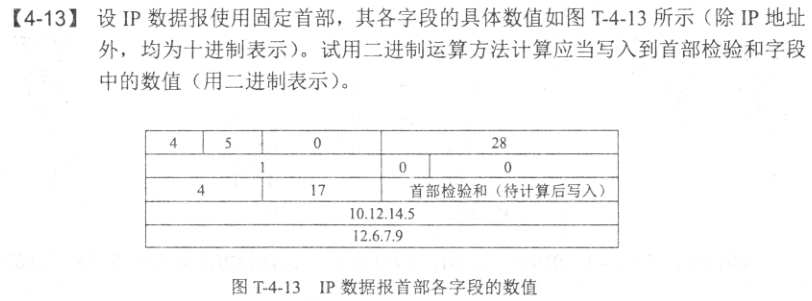 【4-13】 设 IP 数据报使用固定首部，其各字段的具体数值如图 T-4-13 所示（除 IP 地址
外，均为十进制表示）。试用二进制运算方法计算应当写入到首部检验和字段
中的数值（用二进制表示）。
4 5 0 28
1 0 0
4 17 首部检验和（待计算后写入）
10.12.14.5
12.6.7.9
图 T-4-13 IP 数据报首部各字段的数值